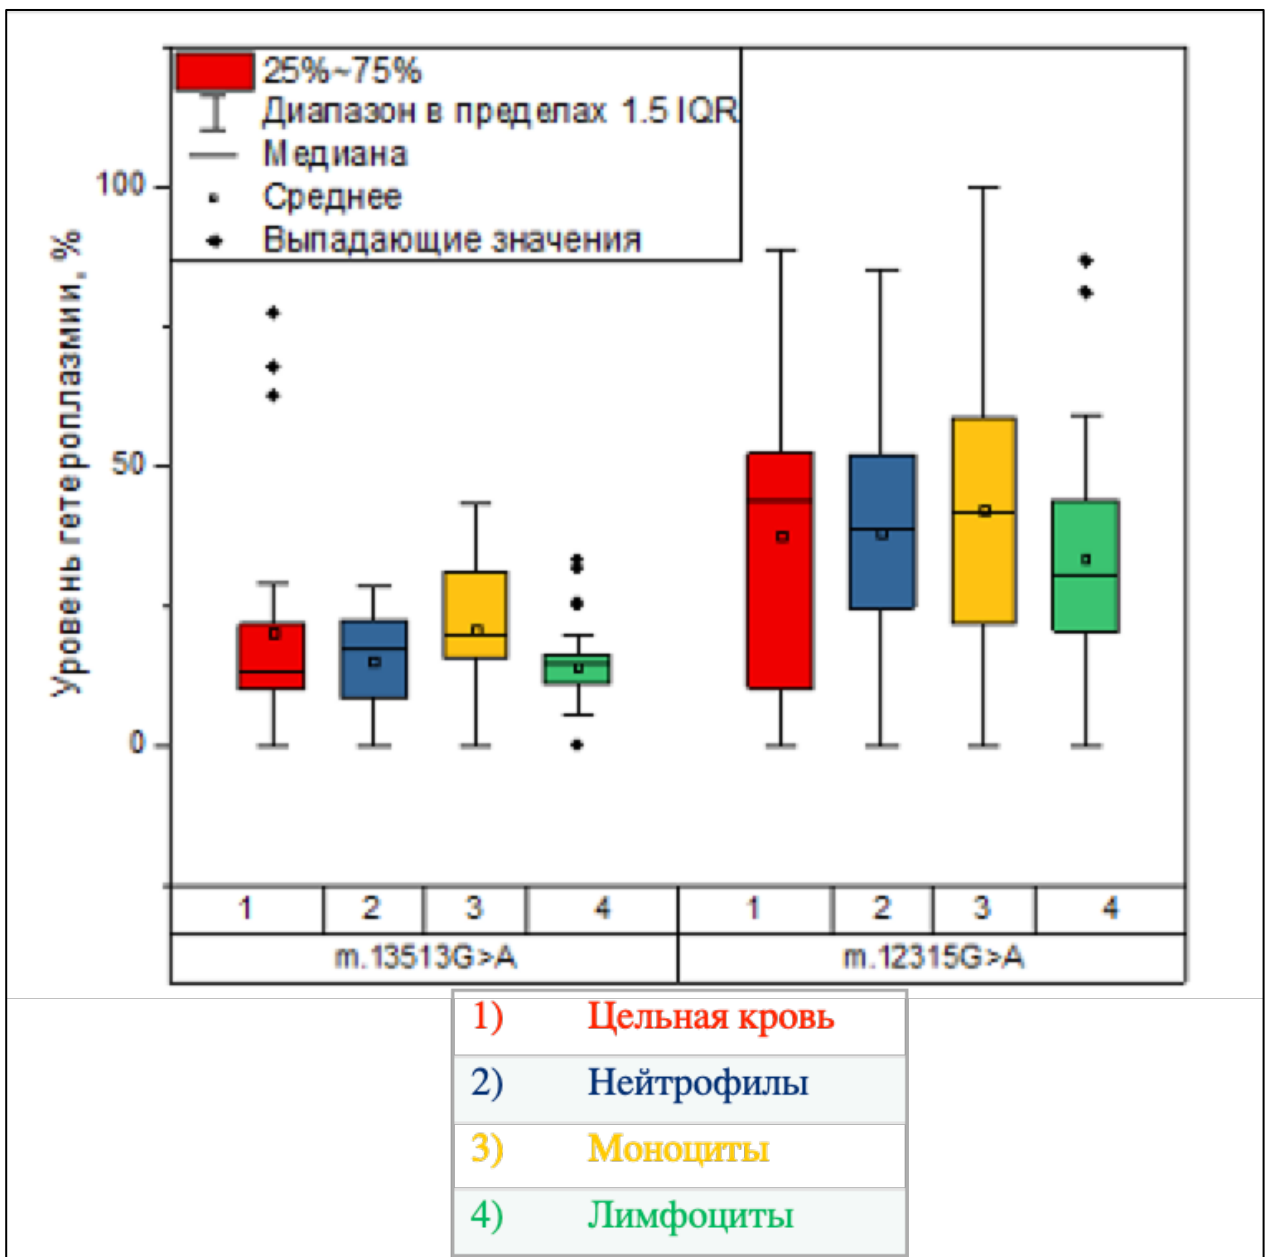 25%~75%
Диапазон в пределах 1.5 IQR
Медиана
Среднее
Выпадающие значения
Уровень гетероплазмии, %
100
50
0
1 2 3 4 1 2 3 4
m.13513G>A m.12315G>A
1) Цельная кровь
2) Нейтрофилы
3) Моноциты
4) Лимфоциты